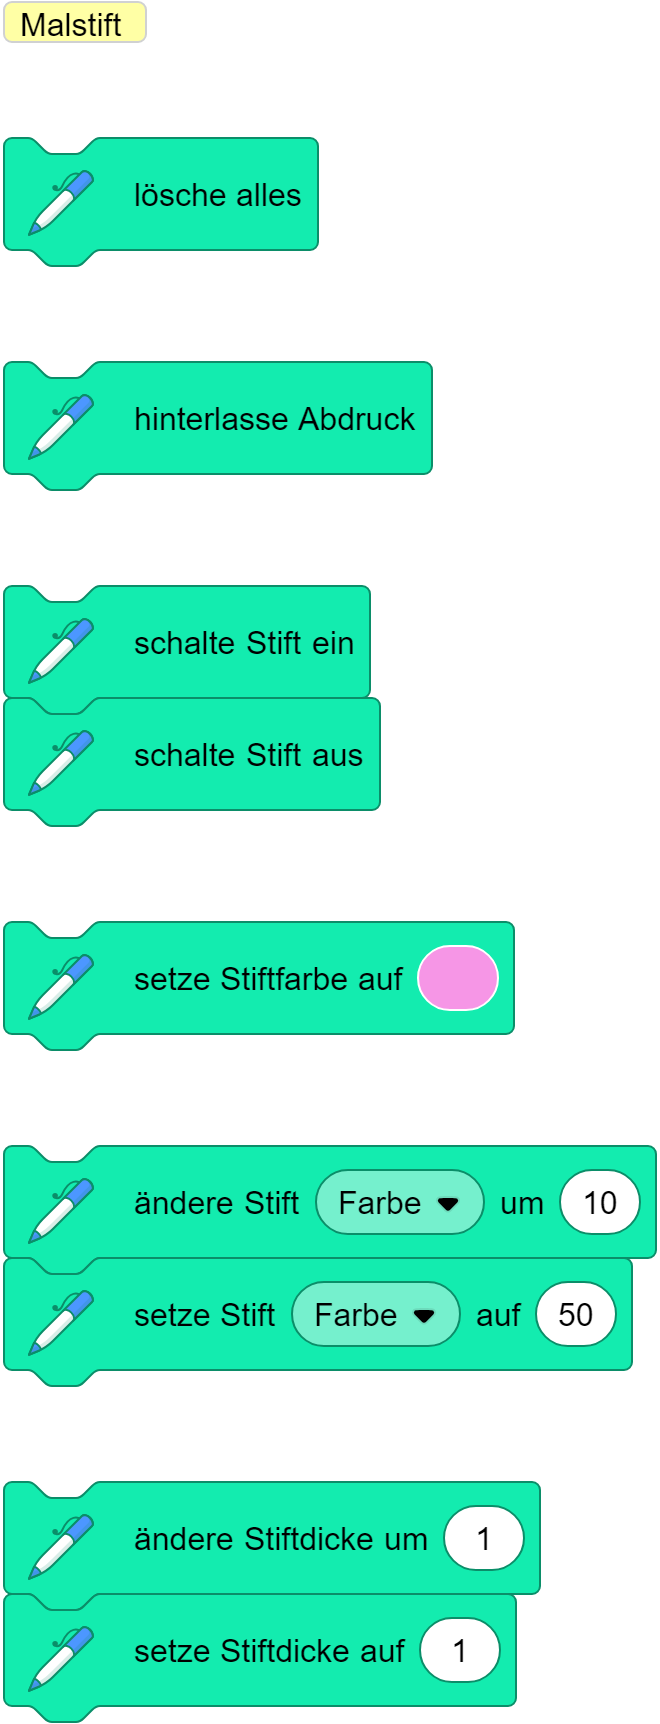 Malstift
lösche alles
hinterlasse Abdruck
schalte Stift ein
schalte Stift aus
setze Stiftfarbe auf
ändere Stift Farbe um 10
setze Stift Farbe auf 50
ändere Stiftdicke um 1
setze Stiftdicke auf 1